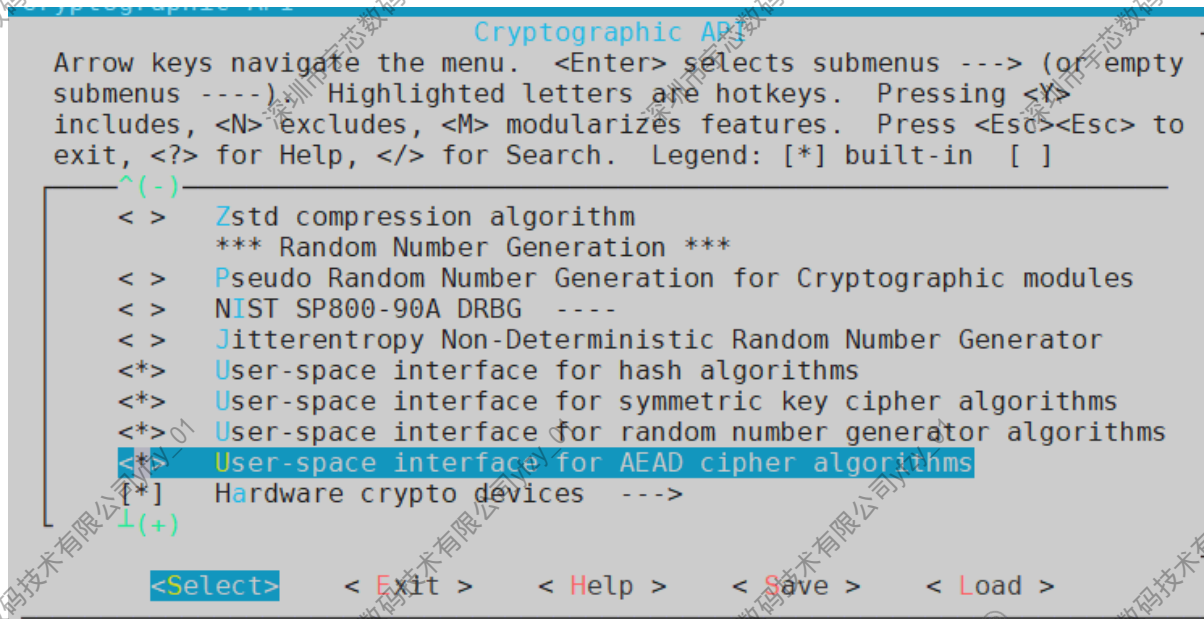 Cryptographic API
Cryptographic API
Arrow keys navigate the menu.  <Enter> selects submenus ---> (or empty
submenus ----).  Highlighted letters are hotkeys.  Pressing <Y>
includes, <N> excludes, <M> modularizes features.  Press <Esc><Esc> to
exit, <?> for Help, </> for Search.  Legend: [*] built-in  [ ]
^(-)
< >   Zstd compression algorithm
*** Random Number Generation ***
< >   Pseudo Random Number Generation for Cryptographic modules
< >   NIST SP800-90A DRBG  ----
< >   Jitterentropy Non-Deterministic Random Number Generator
<*>   User-space interface for hash algorithms
<*>   User-space interface for symmetric key cipher algorithms
<*>   User-space interface for random number generator algorithms
<*>   User-space interface for AEAD cipher algorithms
[*]   Hardware crypto devices  --->
┴(+)
<Select>    < Exit >    < Help >    < Save >    < Load >